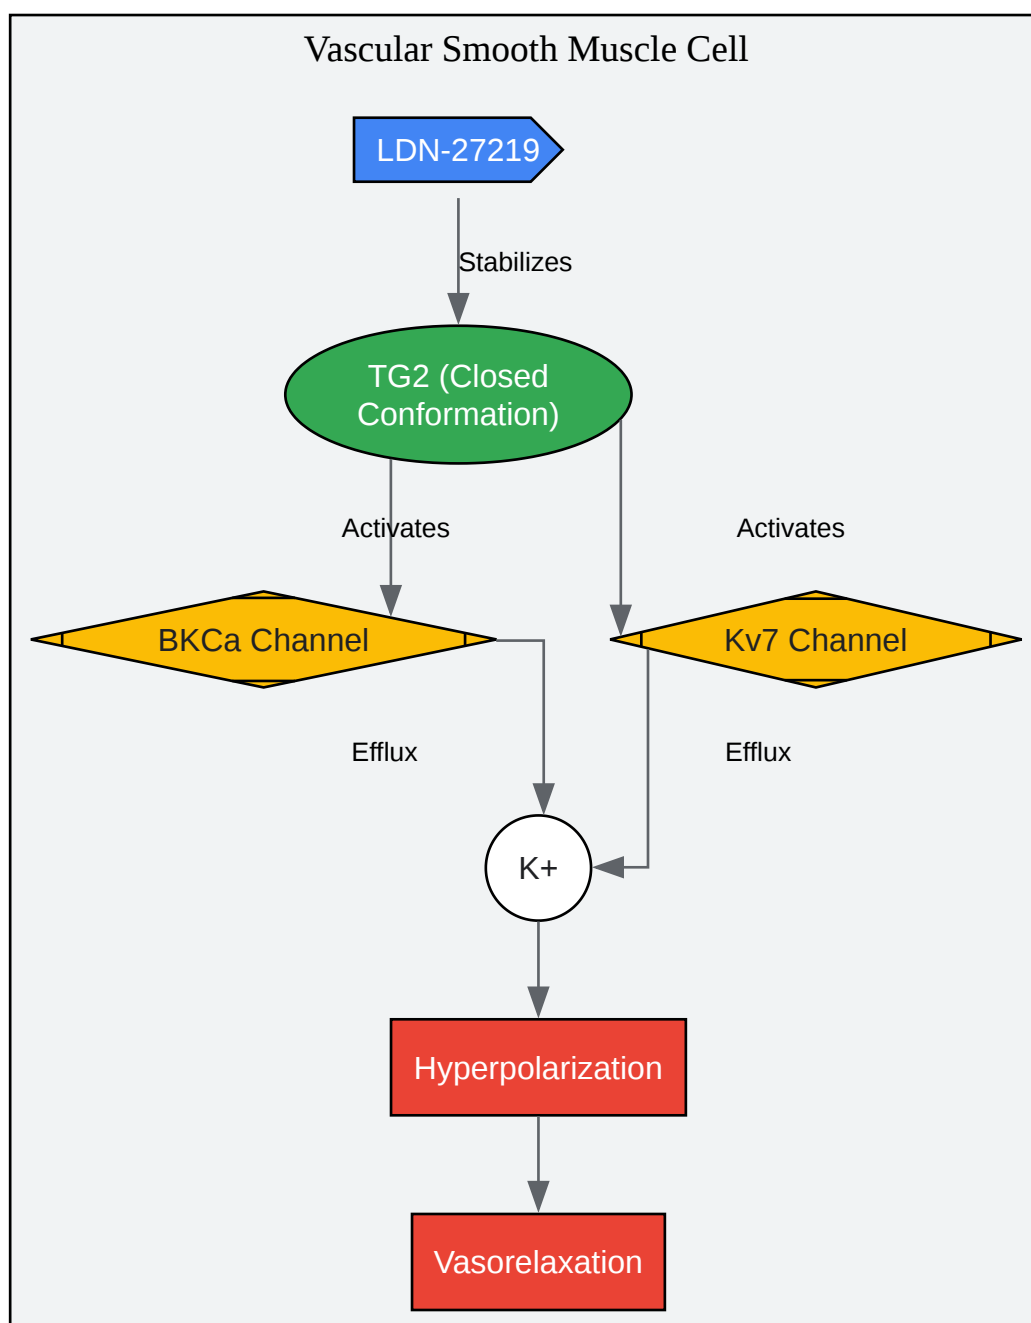 Vascular Smooth Muscle Cell
LDN-27219
Stabilizes
TG2 (Closed
Conformation)
Activates
Activates
BKCa Channel
Kv7 Channel
Efflux
Efflux
K+
Hyperpolarization
Vasorelaxation